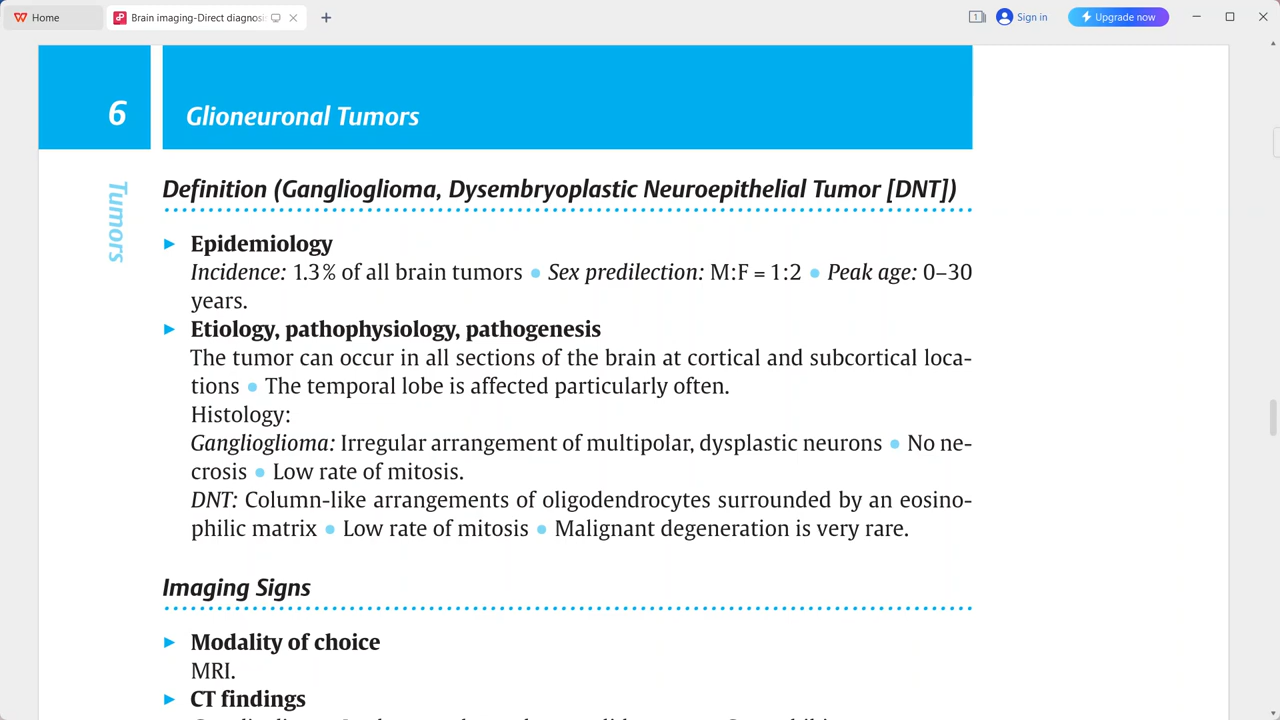 Home
Brain imaging-Direct diagnosi
1
Sign in
Upgrade now
6
Glioneuronal Tumors
Tumors
Definition (Ganglioglioma, Dysembryoplastic Neuroepithelial Tumor [DNT])
► Epidemiology
Incidence: 1.3% of all brain tumors ● Sex predilection: M:F = 1:2 ● Peak age: 0–30
years.
► Etiology, pathophysiology, pathogenesis
The tumor can occur in all sections of the brain at cortical and subcortical loca-
tions ● The temporal lobe is affected particularly often.
Histology:
Ganglioglioma: Irregular arrangement of multipolar, dysplastic neurons ● No ne-
crosis ● Low rate of mitosis.
DNT: Column-like arrangements of oligodendrocytes surrounded by an eosino-
philic matrix ● Low rate of mitosis ● Malignant degeneration is very rare.
Imaging Signs
► Modality of choice
MRI.
► CT findings